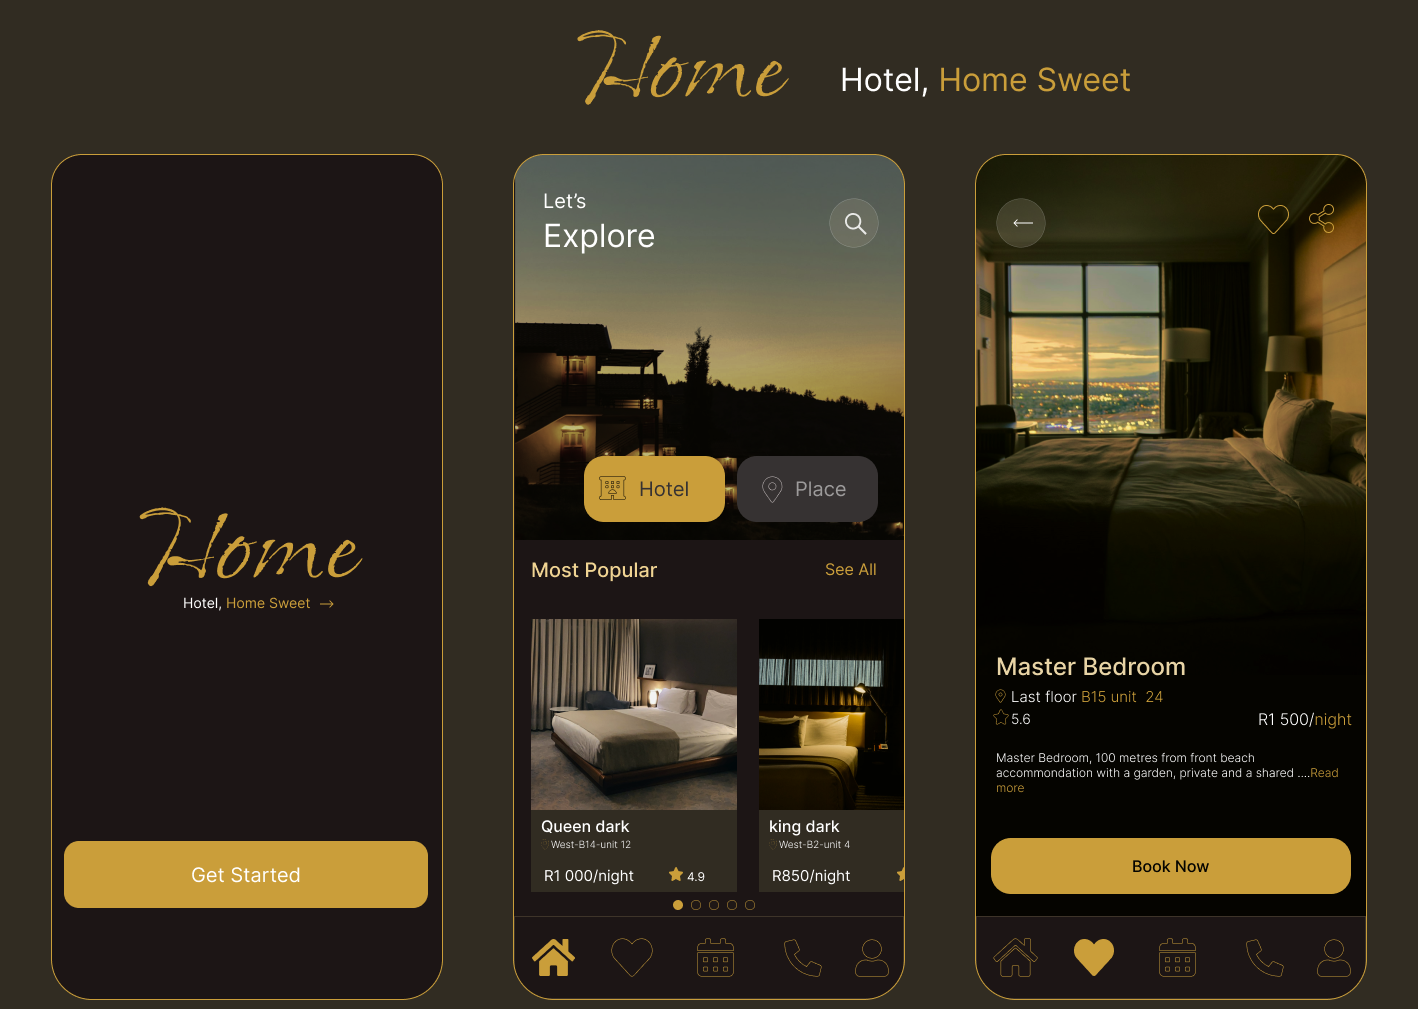 Home
Hotel, Home Sweet
Home
Hotel, Home Sweet →
Get Started
Let's
Explore
Hotel
Place
Most Popular
See All
Queen dark
West-B14-unit 12
R1 000/night
4.9
king dark
West-B2-unit 4
R850/night
Master Bedroom
Last floor B15 unit 24
5.6
R1 500/night
Master Bedroom, 100 metres from front beach
accommondation with a garden, private and a shared ....Read
more
Book Now